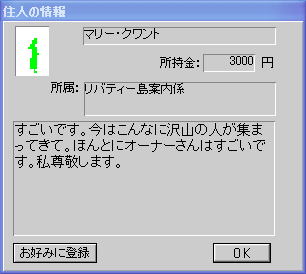 住人の情報
マリー・クワント
所持金: 3000 円
所属: リバティー島案内係
すごいです。今はこんなに沢山の人が集ま
ってきて。ほんとにオーナーさんはすごいで
す。私尊敬します。
お好みに登録
OK